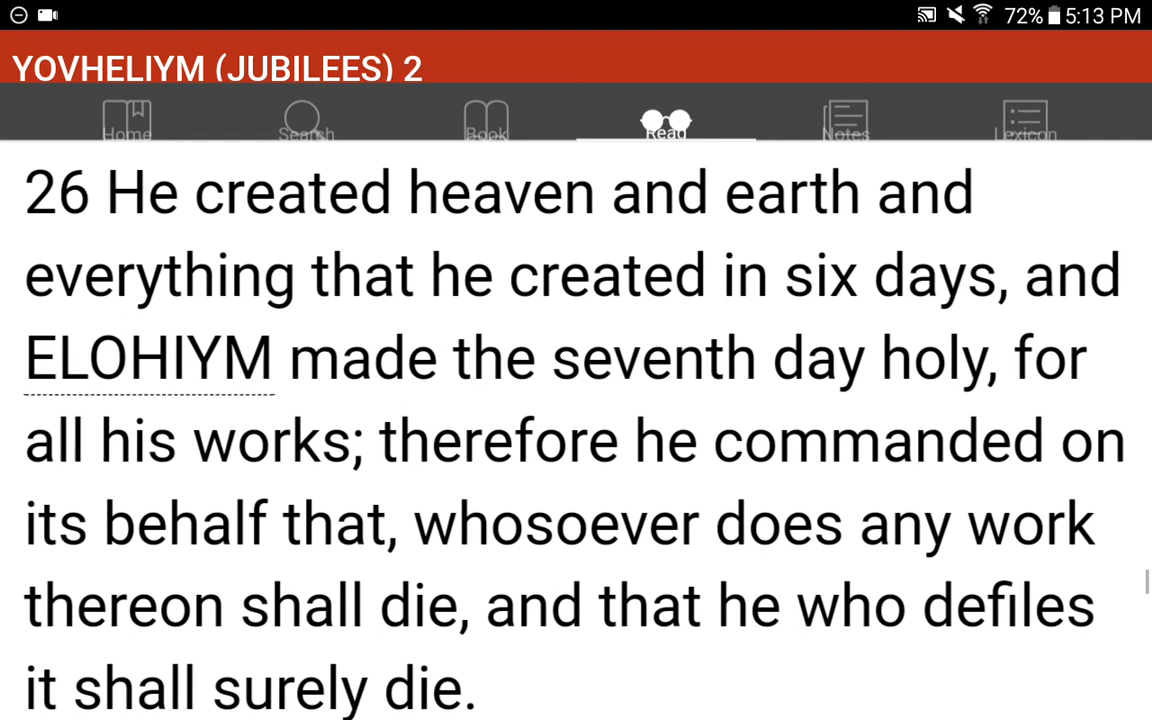 72% 5:13 PM
YOVHELIYM (JUBILEES) 2
Home Search Book Read Notes Lexicon
26 He created heaven and earth and
everything that he created in six days, and
ELOHIYM made the seventh day holy, for
all his works; therefore he commanded on
its behalf that, whosoever does any work
thereon shall die, and that he who defiles
it shall surely die.